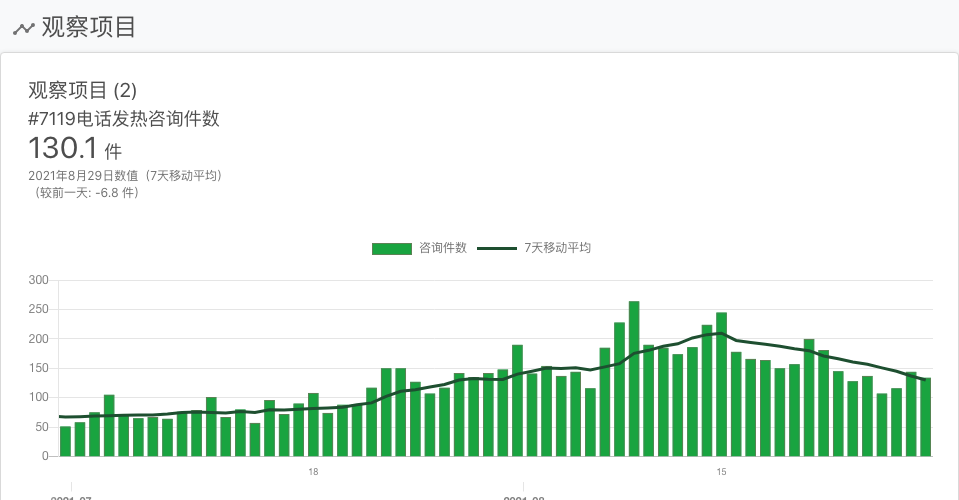 观察项目
观察项目 (2)
#7119电话发热咨询件数
130.1 件
2021年8月29日数值（7天移动平均）
（较前一天: -6.8 件）
咨询件数 7天移动平均
300
250
200
150
100
50
0
18 15